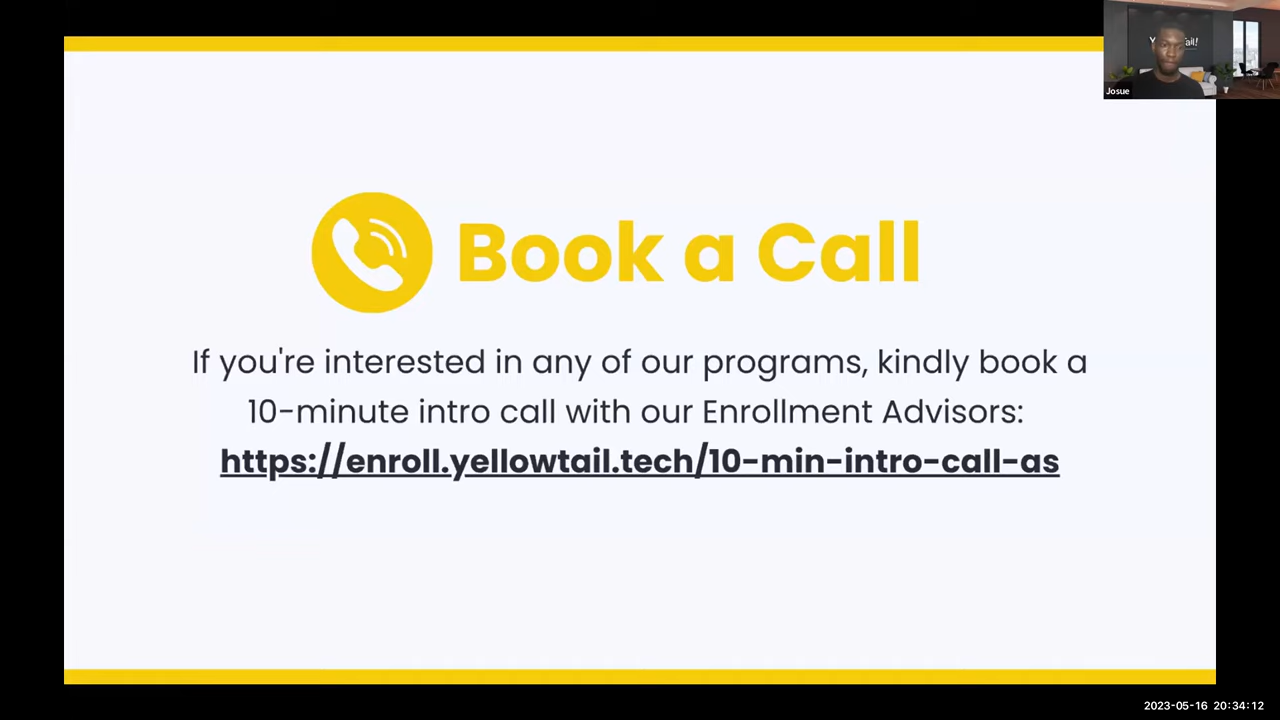 Josue
Book a Call
If you're interested in any of our programs, kindly book a
10-minute intro call with our Enrollment Advisors:
https://enroll.yellowtail.tech/10-min-intro-call-as
2023-05-16 20:34:12